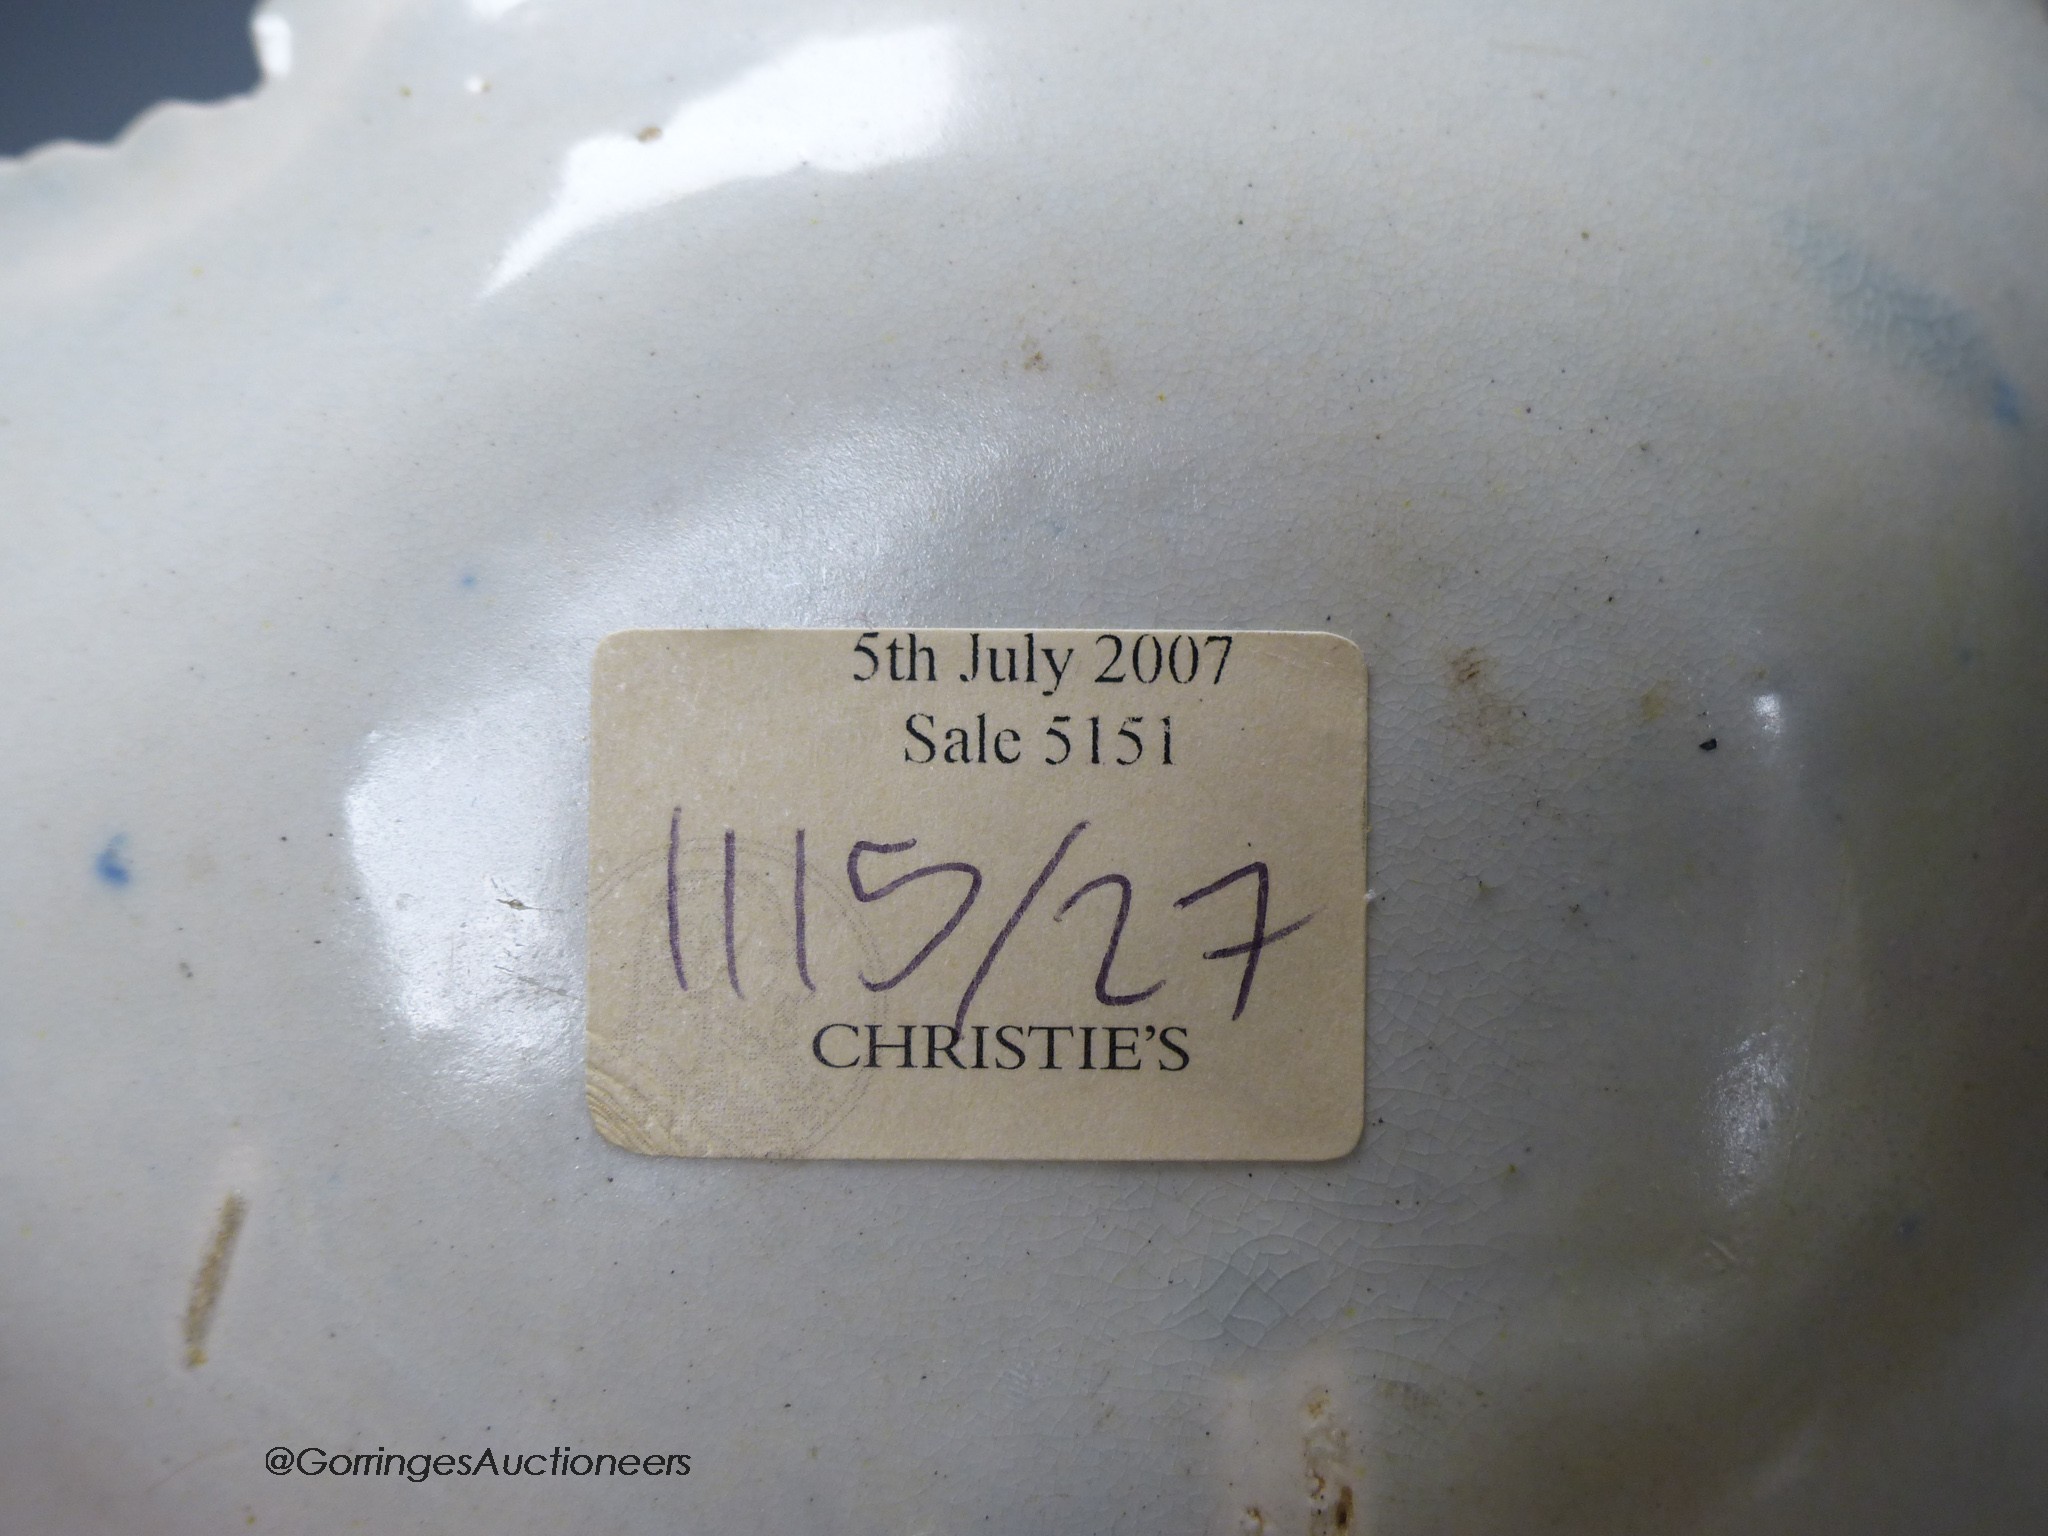 5th July 2007
Sale 5151
1115/27
CHRISTIE'S
@GorringesAuctioneers